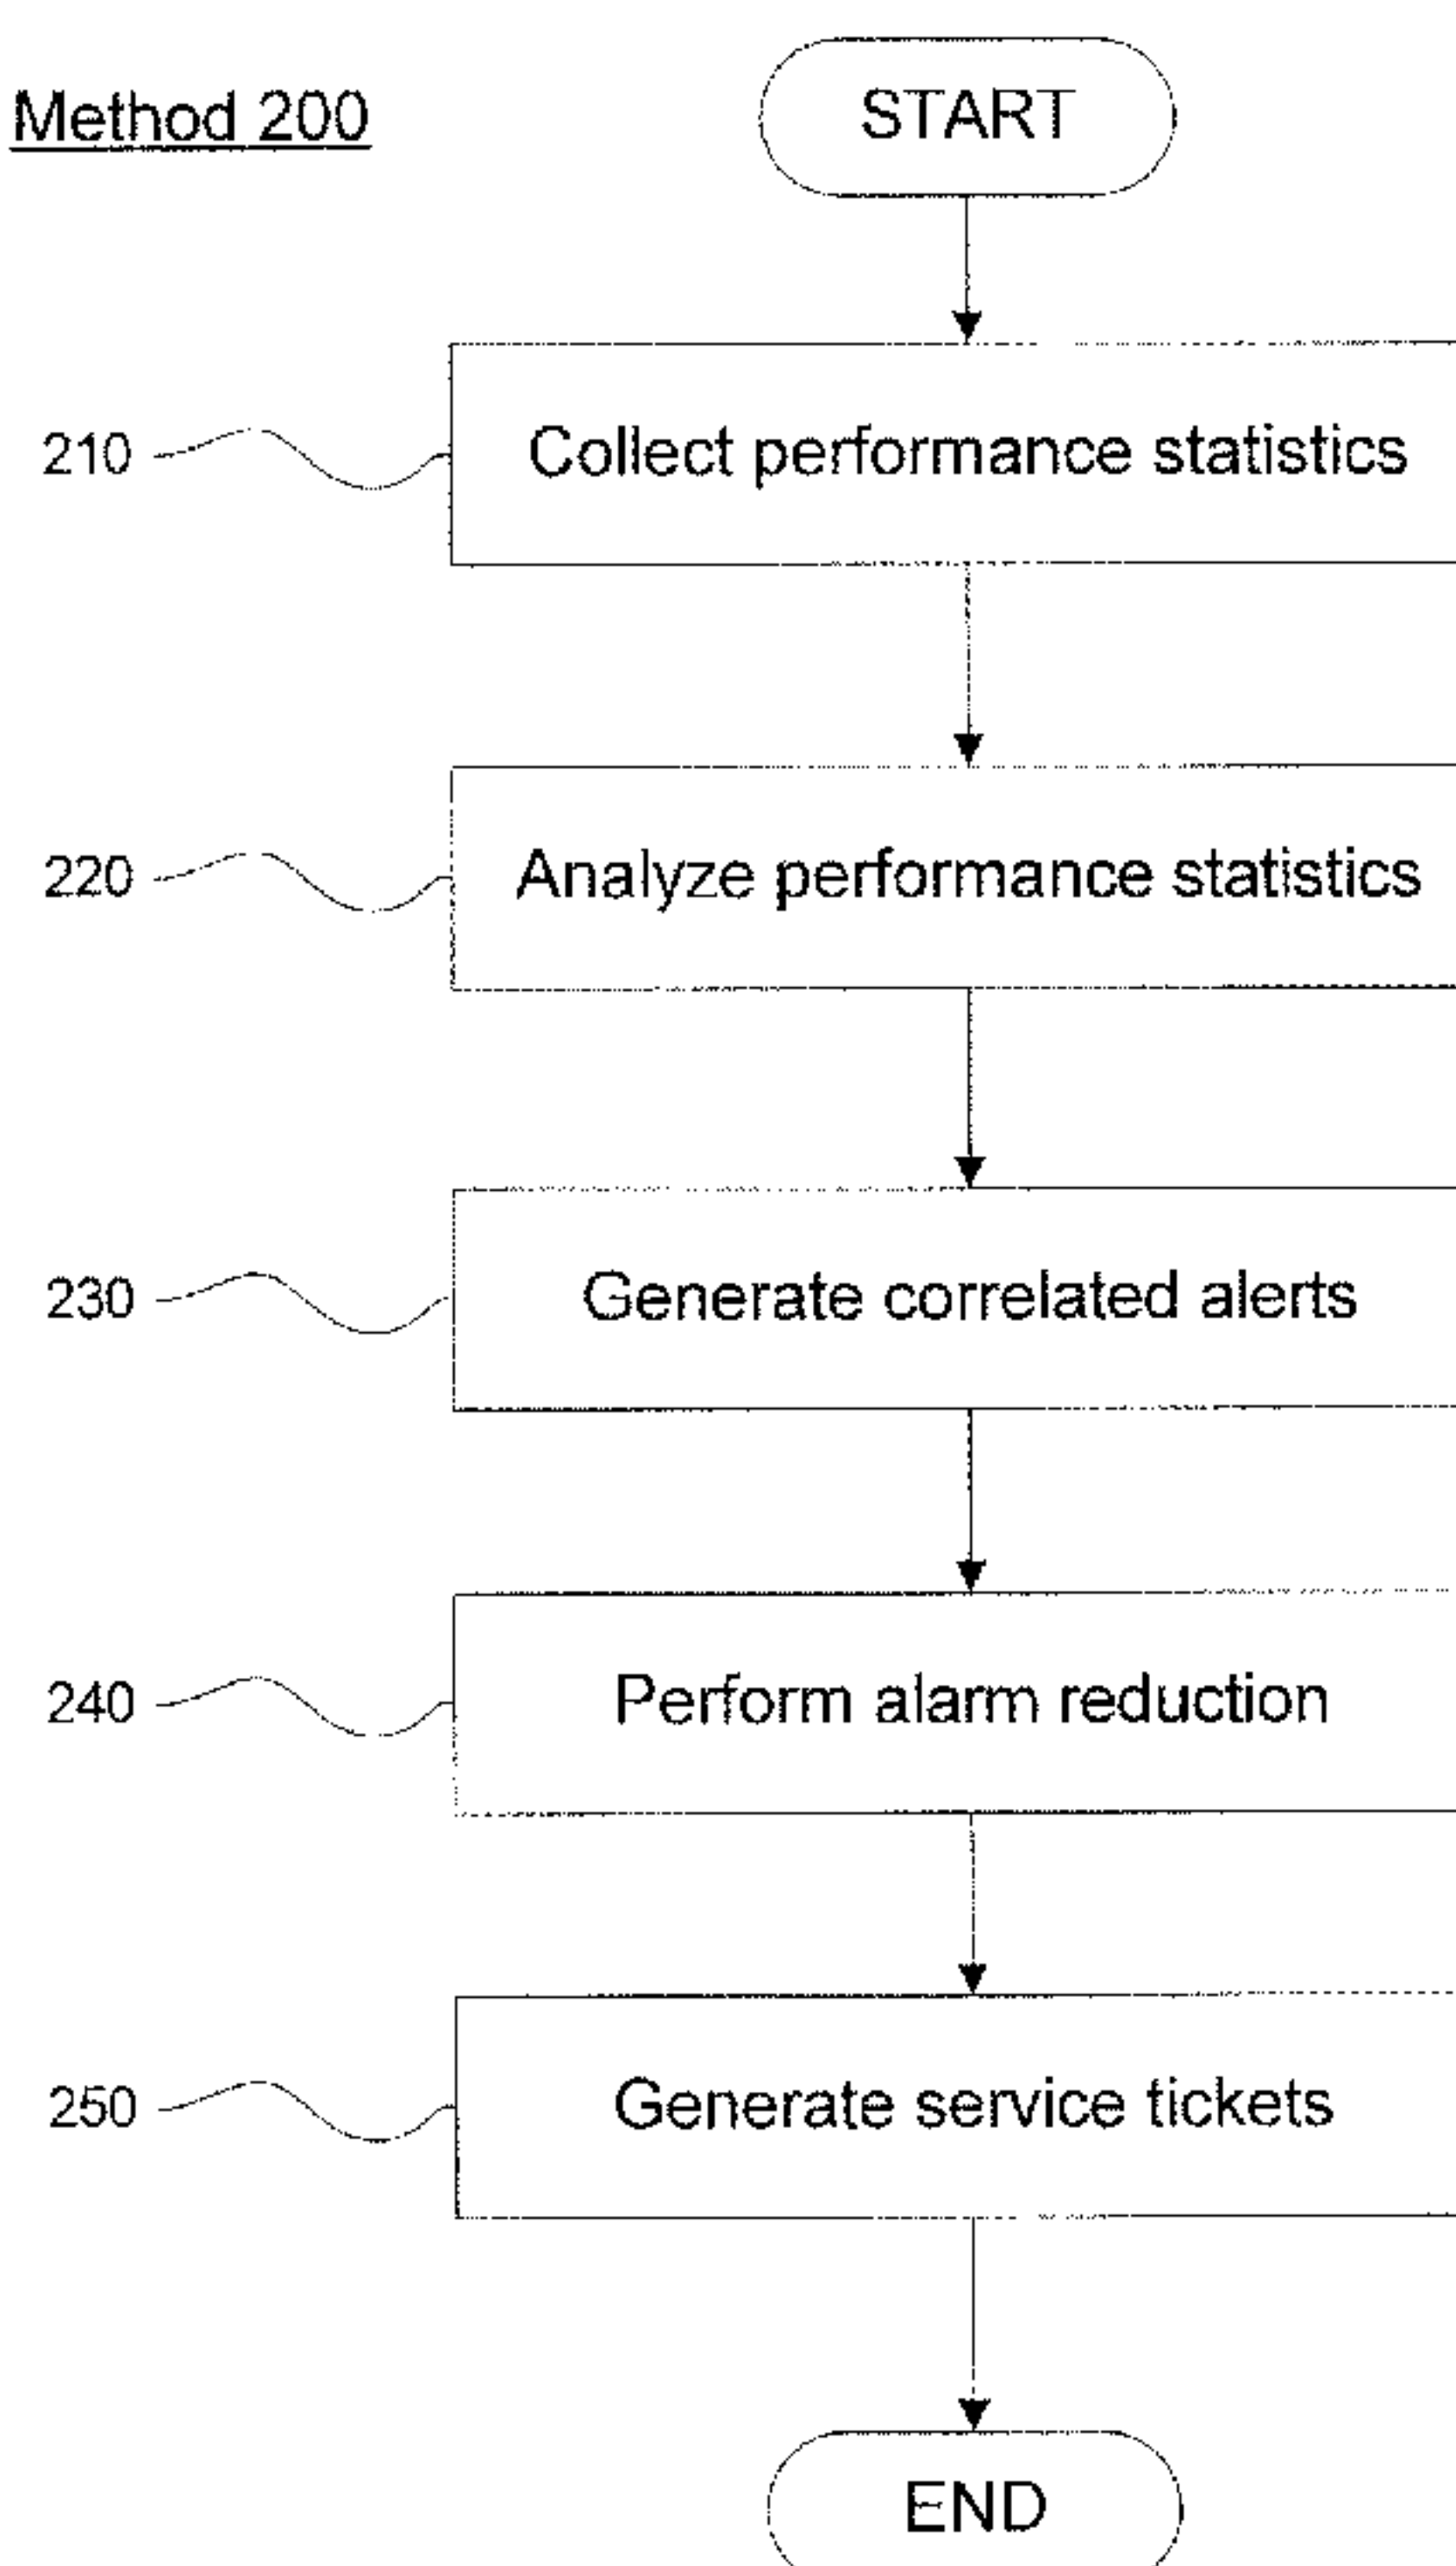 Method 200
START
210
Collect performance statistics
220
Analyze performance statistics
230
Generate correlated alerts
240
Perform alarm reduction
250
Generate service tickets
END